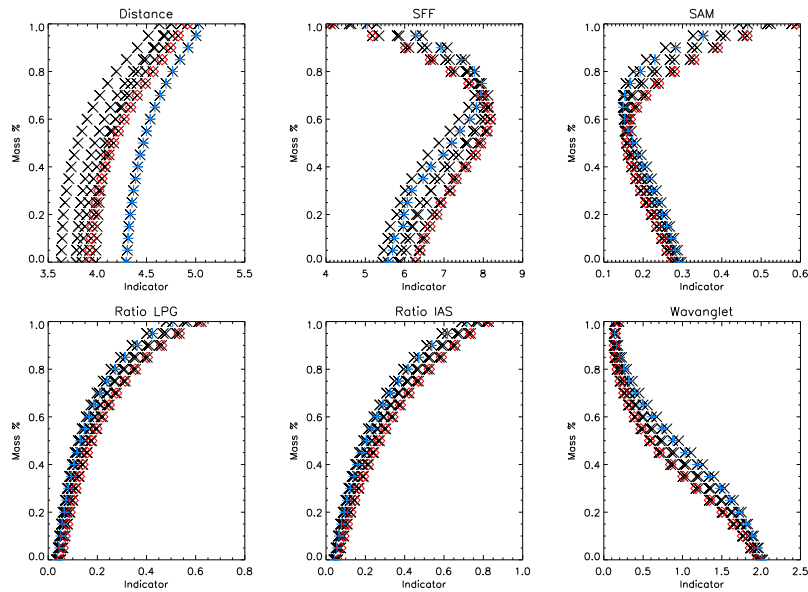 Distance
SFF
SAM
Mass %
1.0
0.8
0.6
0.4
0.2
0.0
3.5 4.0 4.5 5.0 5.5
Indicator
Mass %
1.0
0.8
0.6
0.4
0.2
0.0
4 5 6 7 8 9
Indicator
Mass %
1.0
0.8
0.6
0.4
0.2
0.0
0.1 0.2 0.3 0.4 0.5 0.6
Indicator
Ratio LPG
Ratio IAS
Wavanglet
Mass %
1.0
0.8
0.6
0.4
0.2
0.0
0.0 0.2 0.4 0.6 0.8
Indicator
Mass %
1.0
0.8
0.6
0.4
0.2
0.0
0.0 0.2 0.4 0.6 0.8 1.0
Indicator
Mass %
1.0
0.8
0.6
0.4
0.2
0.0
0.0 0.5 1.0 1.5 2.0 2.5
Indicator